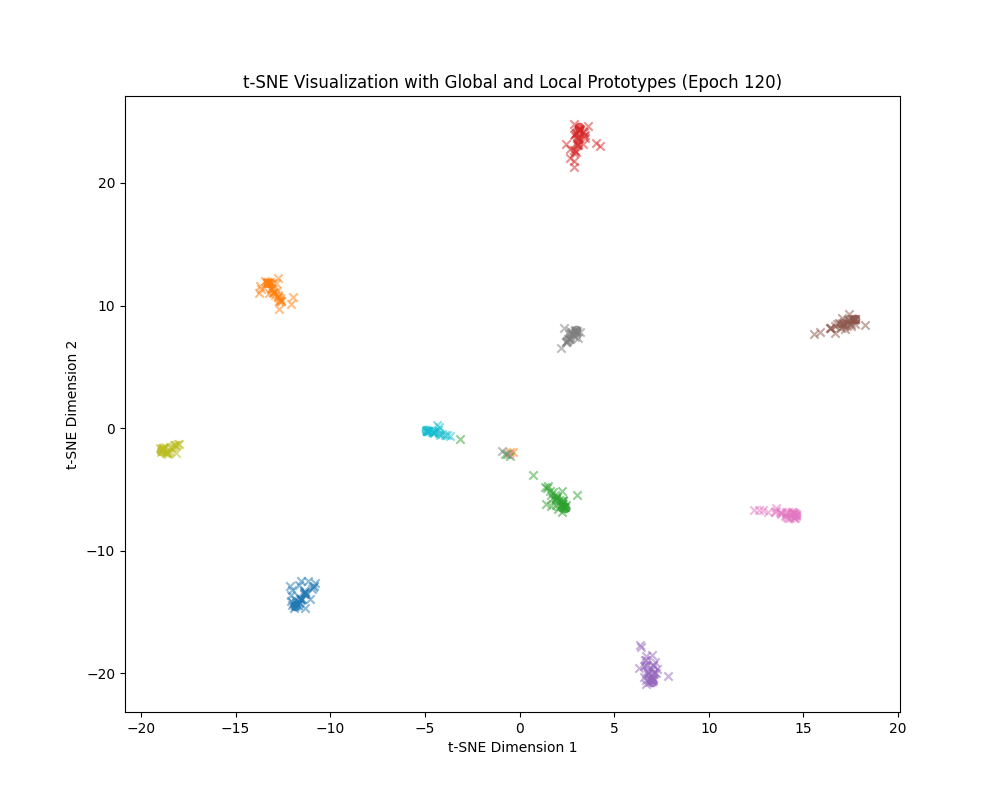 t-SNE Visualization with Global and Local Prototypes (Epoch 120)
20
10
0
−10
−20
t-SNE Dimension 2
−20 −15 −10 −5 0 5 10 15 20
t-SNE Dimension 1